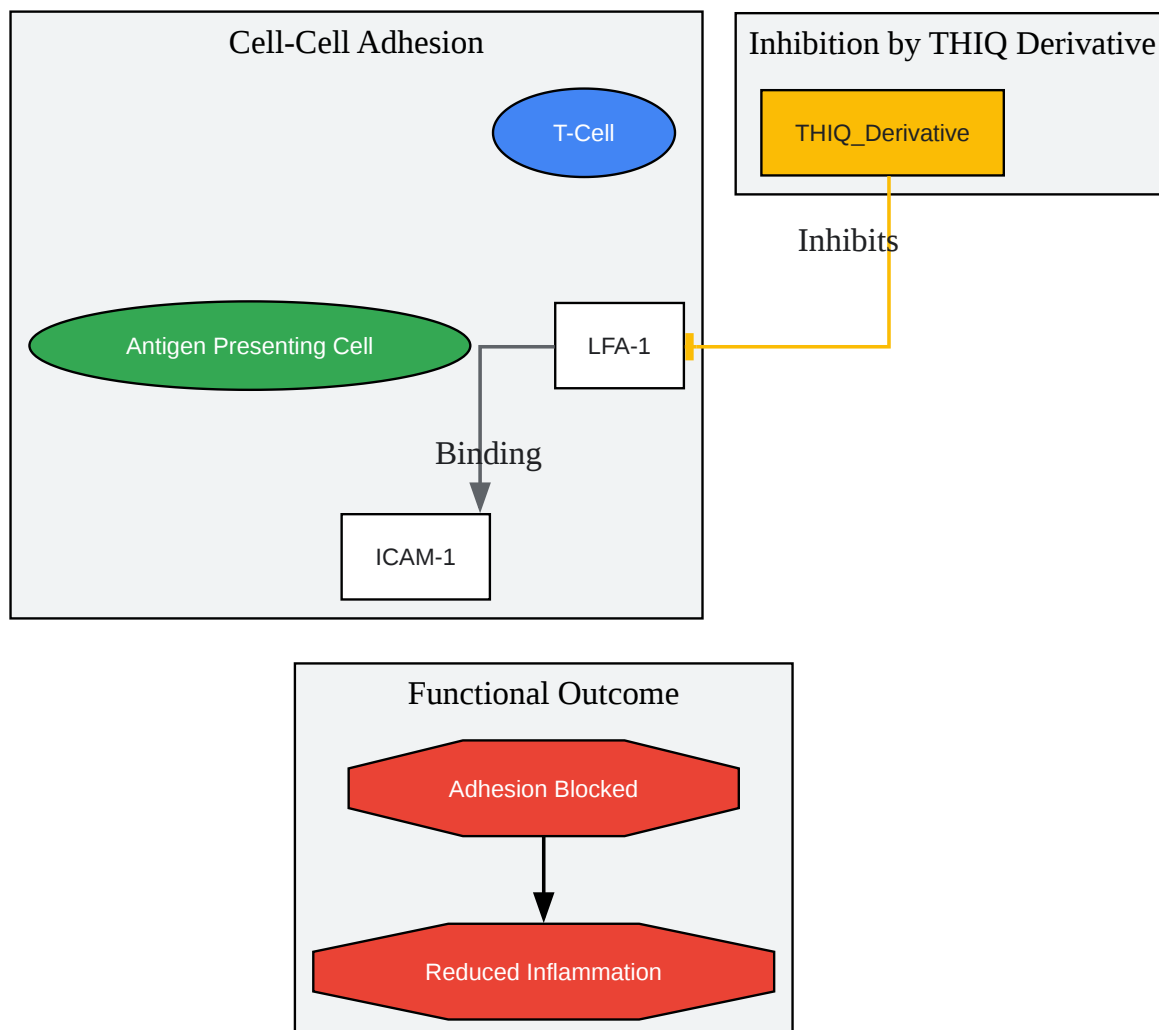 Cell-Cell Adhesion
Inhibition by THIQ Derivative
T-Cell
THIQ_Derivative
Inhibits
Antigen Presenting Cell
LFA-1
Binding
ICAM-1
Functional Outcome
Adhesion Blocked
Reduced Inflammation